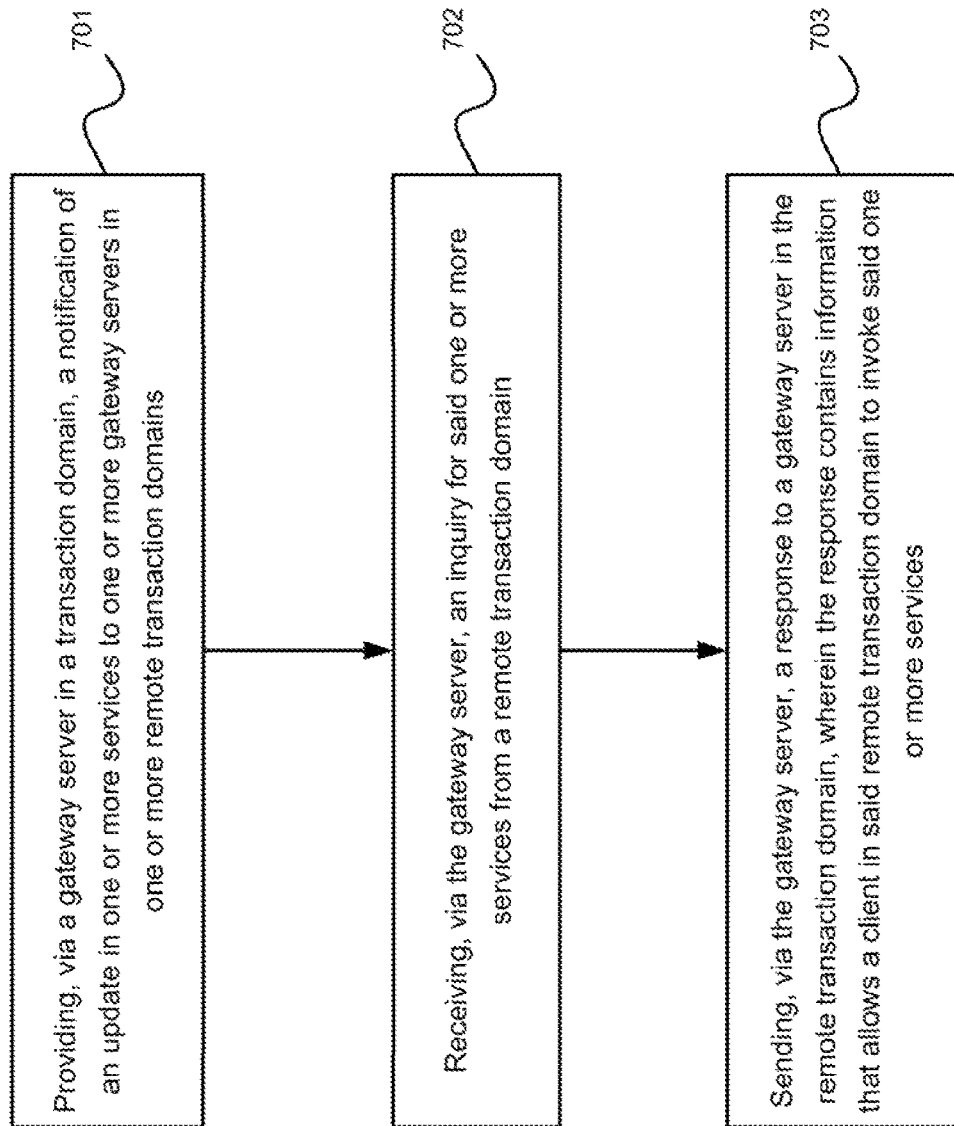 701
Providing, via a gateway server in a transaction domain, a notification of
an update in one or more services to one or more gateway servers in
one or more remote transaction domains
702
Receiving, via the gateway server, an inquiry for said one or more
services from a remote transaction domain
703
Sending, via the gateway server, a response to a gateway server in the
remote transaction domain, wherein the response contains information
that allows a client in said remote transaction domain to invoke said one
or more services